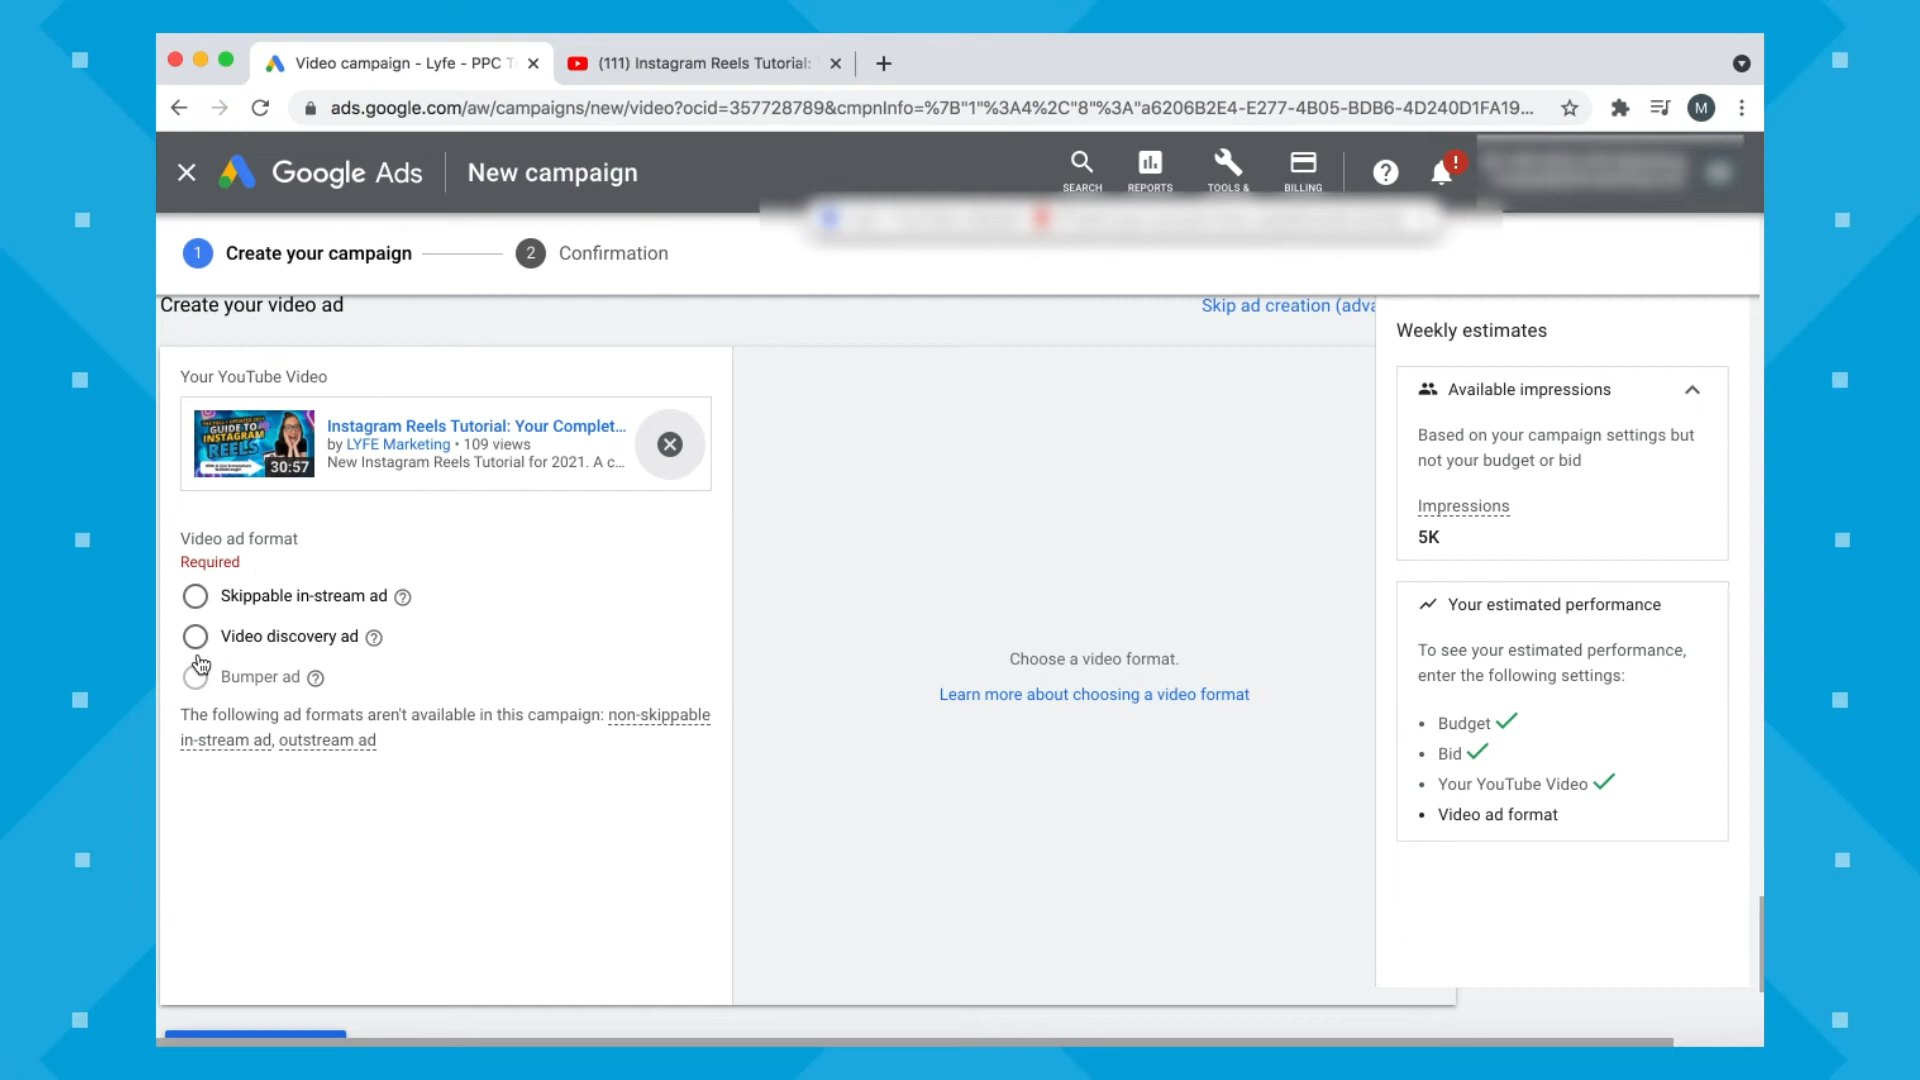 Video campaign - Lyfe - PPC T
(111) Instagram Reels Tutorial:
ads.google.com/aw/campaigns/new/video?ocid=357728789&cmpnInfo=%7B"1"%3A4%2C"8"%3A"a6206B2E4-E277-4B05-BDB6-4D240D1FA19...
M
Google Ads
New campaign
SEARCH
REPORTS
TOOLS &
BILLING
1 Create your campaign
2 Confirmation
Create your video ad
Skip ad creation (adva
Your YouTube Video
GUIDE TO
INSTAGRAM
REELS
30:57
Instagram Reels Tutorial: Your Complet...
by LYFE Marketing • 109 views
New Instagram Reels Tutorial for 2021. A c...
Video ad format
Required
Skippable in-stream ad
Video discovery ad
Bumper ad
The following ad formats aren't available in this campaign: non-skippable
in-stream ad, outstream ad
Choose a video format.
Learn more about choosing a video format
Weekly estimates
Available impressions
Based on your campaign settings but
not your budget or bid
Impressions
5K
Your estimated performance
To see your estimated performance,
enter the following settings:
• Budget
• Bid
• Your YouTube Video
• Video ad format